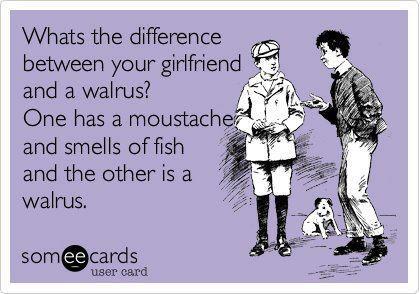 Whats the difference
between your girlfriend
and a walrus?
One has a moustache
and smells of fish
and the other is a
walrus.
someecards
user card